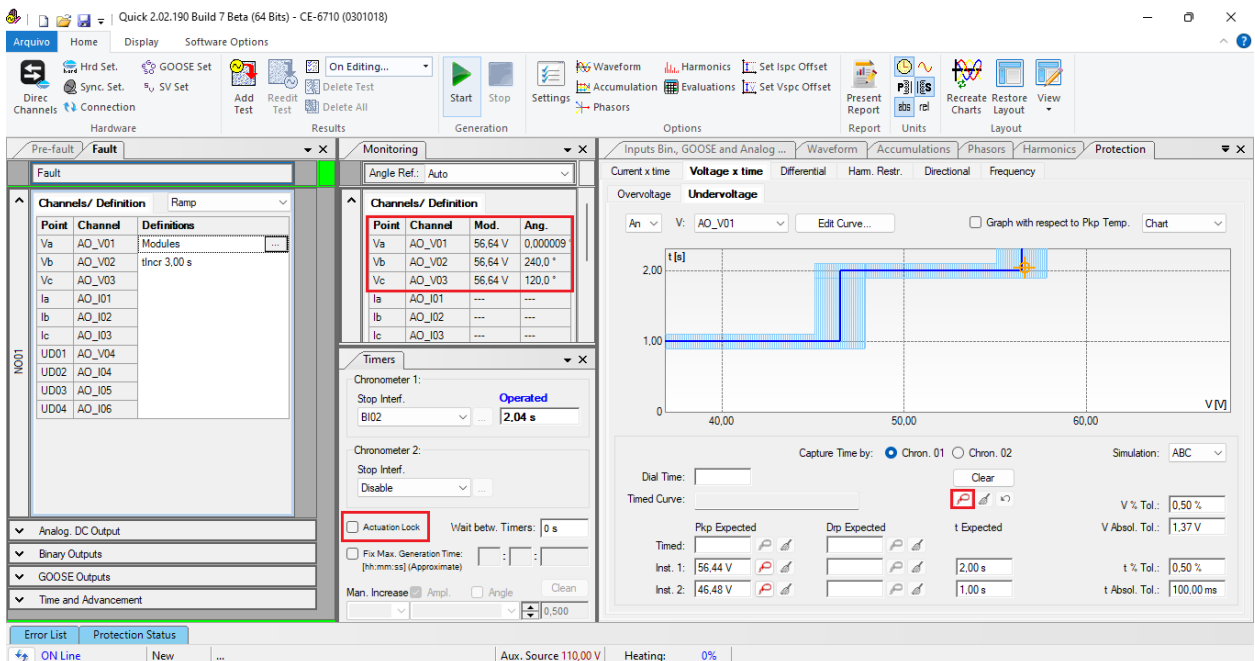 Quick 2.02.190 Build 7 Beta (64 Bits) - CE-6710 (0301018)
Arquivo Home Display Software Options
Direc Channels
Hrd Set.
Sync. Set.
Connection
GOOSE Set
SV Set
Hardware
Add Test
Reedit Test
On Editing...
Delete Test
Delete All
Results
Start
Stop
Generation
Settings
Waveform
Accumulation
Phasors
Harmonics
Evaluations
Set Ispc Offset
Set Vspc Offset
Options
Present Report
Report
abs rel
Units
Recreate Charts
Restore Layout
View
Layout
Pre-fault Fault
Fault
NO01
Channels/ Definition Ramp
Point Channel Definitions
Va AO_V01 Modules ...
Vb AO_V02 tIncr 3,00 s
Vc AO_V03
Ia AO_I01
Ib AO_I02
Ic AO_I03
UD01 AO_V04
UD02 AO_I04
UD03 AO_I05
UD04 AO_I06
Analog. DC Output
Binary Outputs
GOOSE Outputs
Time and Advancement
Monitoring
Angle Ref.: Auto
Channels/ Definition
Point Channel Mod. Ang.
Va AO_V01 56,64 V 0,000009 °
Vb AO_V02 56,64 V 240,0 °
Vc AO_V03 56,64 V 120,0 °
Ia AO_I01 --- ---
Ib AO_I02 --- ---
Ic AO_I03 --- ---
Timers
Chronometer 1:
Stop Interf. Operated
BI02 ... 2,04 s
Chronometer 2:
Stop Interf.
Disable ...
Actuation Lock Wait betw. Timers: 0 s
Fix Max. Generation Time: : :
[hh:mm:ss] (Approximate)
Man. Increase Ampl. Angle Clean
0,500
Inputs Bin., GOOSE and Analog ... Waveform Accumulations Phasors Harmonics Protection
Current x time Voltage x time Differential Harm. Restr. Directional Frequency
Overvoltage Undervoltage
An V: AO_V01 Edit Curve... Graph with respect to Pkp Temp. Chart
t [s]
2,00
1,00
0
40,00 50,00 60,00
V [V]
Capture Time by: Chron. 01 Chron. 02 Simulation: ABC
Dial Time: Clear
Timed Curve: V % Tol.: 0,50 %
Pkp Expected Drp Expected t Expected V Absol. Tol.: 1,37 V
Timed:
Inst. 1: 56,44 V 2,00 s t % Tol.: 0,50 %
Inst. 2: 46,48 V 1,00 s t Absol. Tol.: 100,00 ms
Error List Protection Status
ON Line New ... Aux. Source 110,00 V Heating: 0%